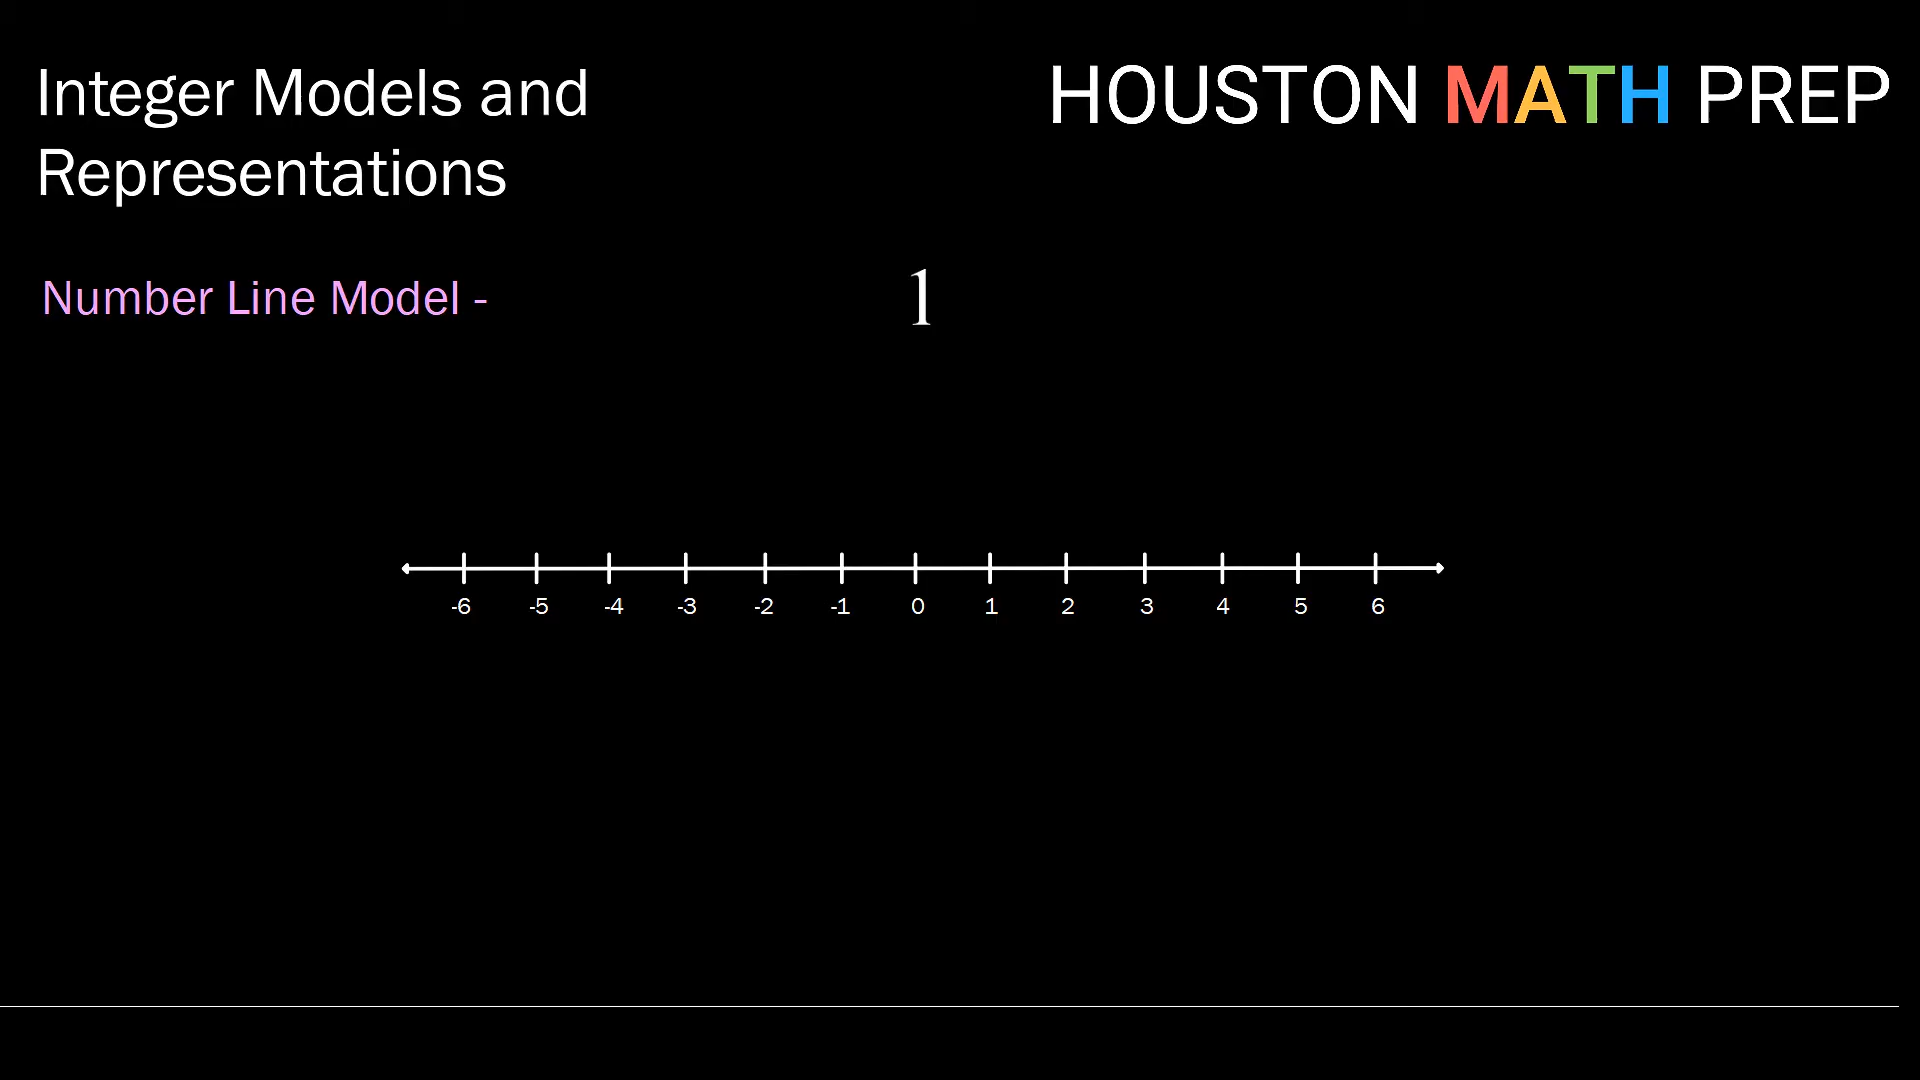 Integer Models and
Representations
HOUSTON MATH PREP
Number Line Model -
1
-6 -5 -4 -3 -2 -1 0 1 2 3 4 5 6